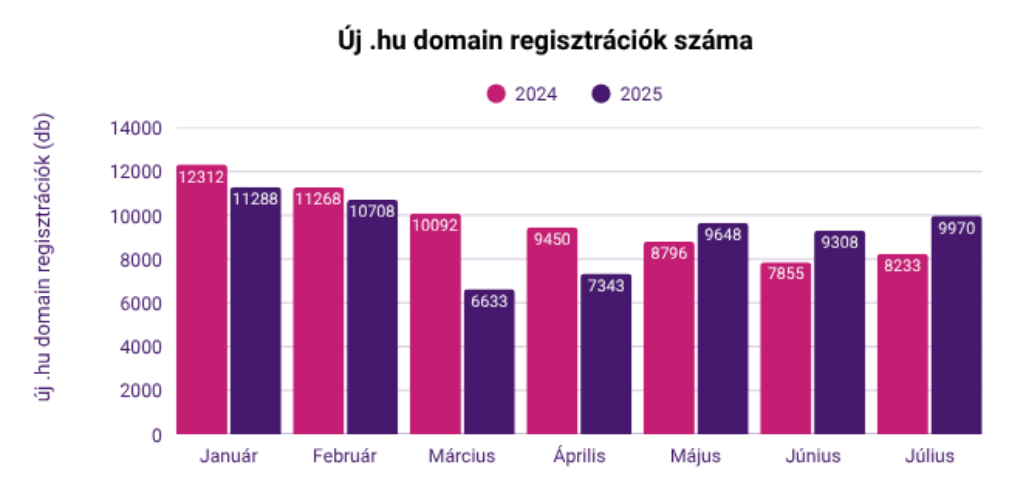 Új .hu domain regisztrációk száma
2024 2025
új .hu domain regisztrációk (db)
14000
12000
10000
8000
6000
4000
2000
0
12312 11288 11268 10708 10092 6633 9450 7343 8796 9648 7855 9308 8233 9970
Január Február Március Április Május Június Július